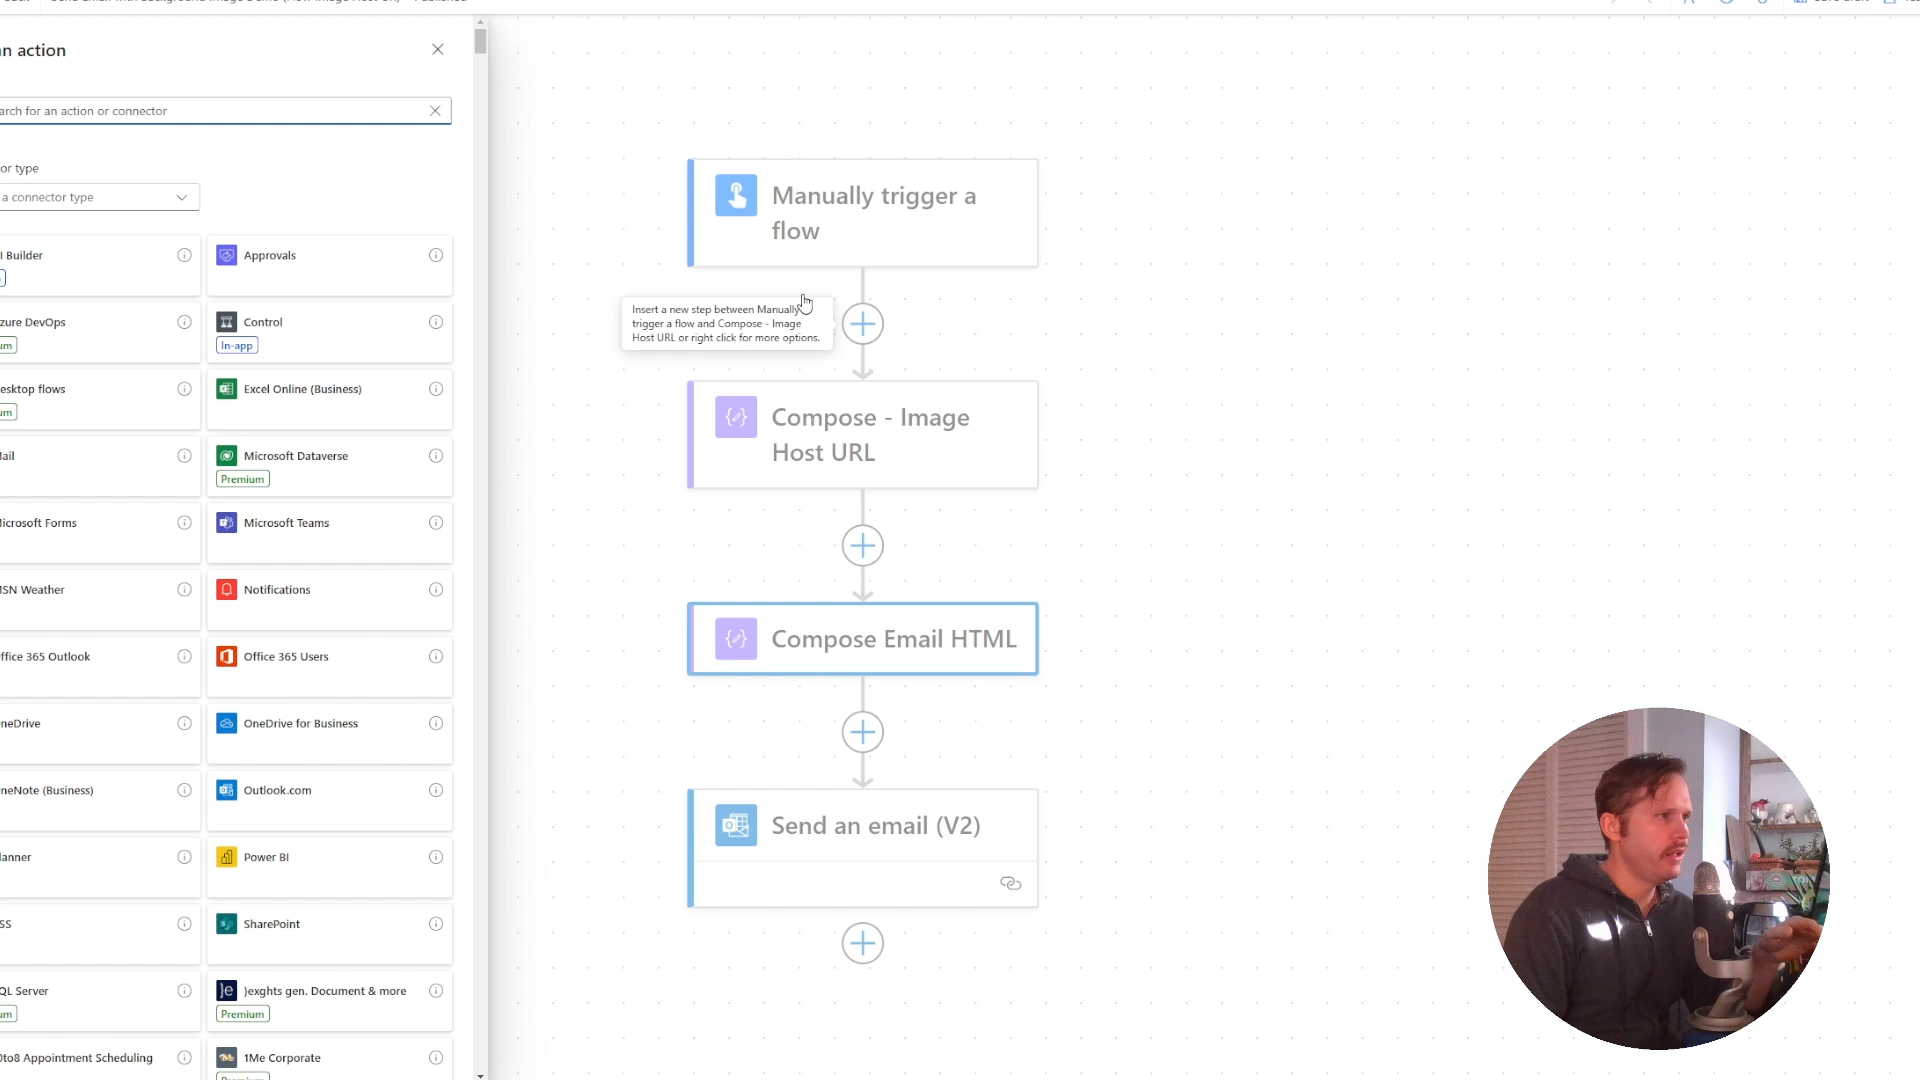 n action
arch for an action or connector
or type
a connector type
I Builder
Approvals
zure DevOps
um
Control
In-app
esktop flows
um
Excel Online (Business)
ail
Microsoft Dataverse
Premium
licrosoft Forms
Microsoft Teams
ISN Weather
Notifications
ffice 365 Outlook
Office 365 Users
neDrive
OneDrive for Business
neNote (Business)
Outlook.com
lanner
Power BI
SS
SharePoint
QL Server
um
}exghts gen. Document & more
Premium
0to8 Appointment Scheduling
1Me Corporate
Manually trigger a
flow
Insert a new step between Manually
trigger a flow and Compose - Image
Host URL or right click for more options.
Compose - Image
Host URL
Compose Email HTML
Send an email (V2)